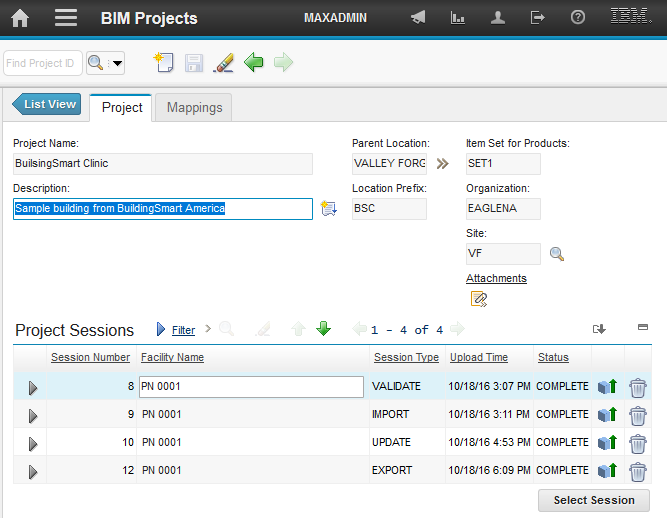 BIM Projects MAXADMIN IBM
Find Project ID
List View Project Mappings
Project Name: Parent Location: Item Set for Products:
BuilsingSmart Clinic VALLEY FORG SET1
Description: Location Prefix: Organization:
Sample building from BuildingSmart America BSC EAGLENA
Site:
VF
Attachments
Project Sessions Filter 1 - 4 of 4
Session Number Facility Name Session Type Upload Time Status
8 PN 0001 VALIDATE 10/18/16 3:07 PM COMPLETE
9 PN 0001 IMPORT 10/18/16 3:11 PM COMPLETE
10 PN 0001 UPDATE 10/18/16 4:53 PM COMPLETE
12 PN 0001 EXPORT 10/18/16 6:09 PM COMPLETE
Select Session